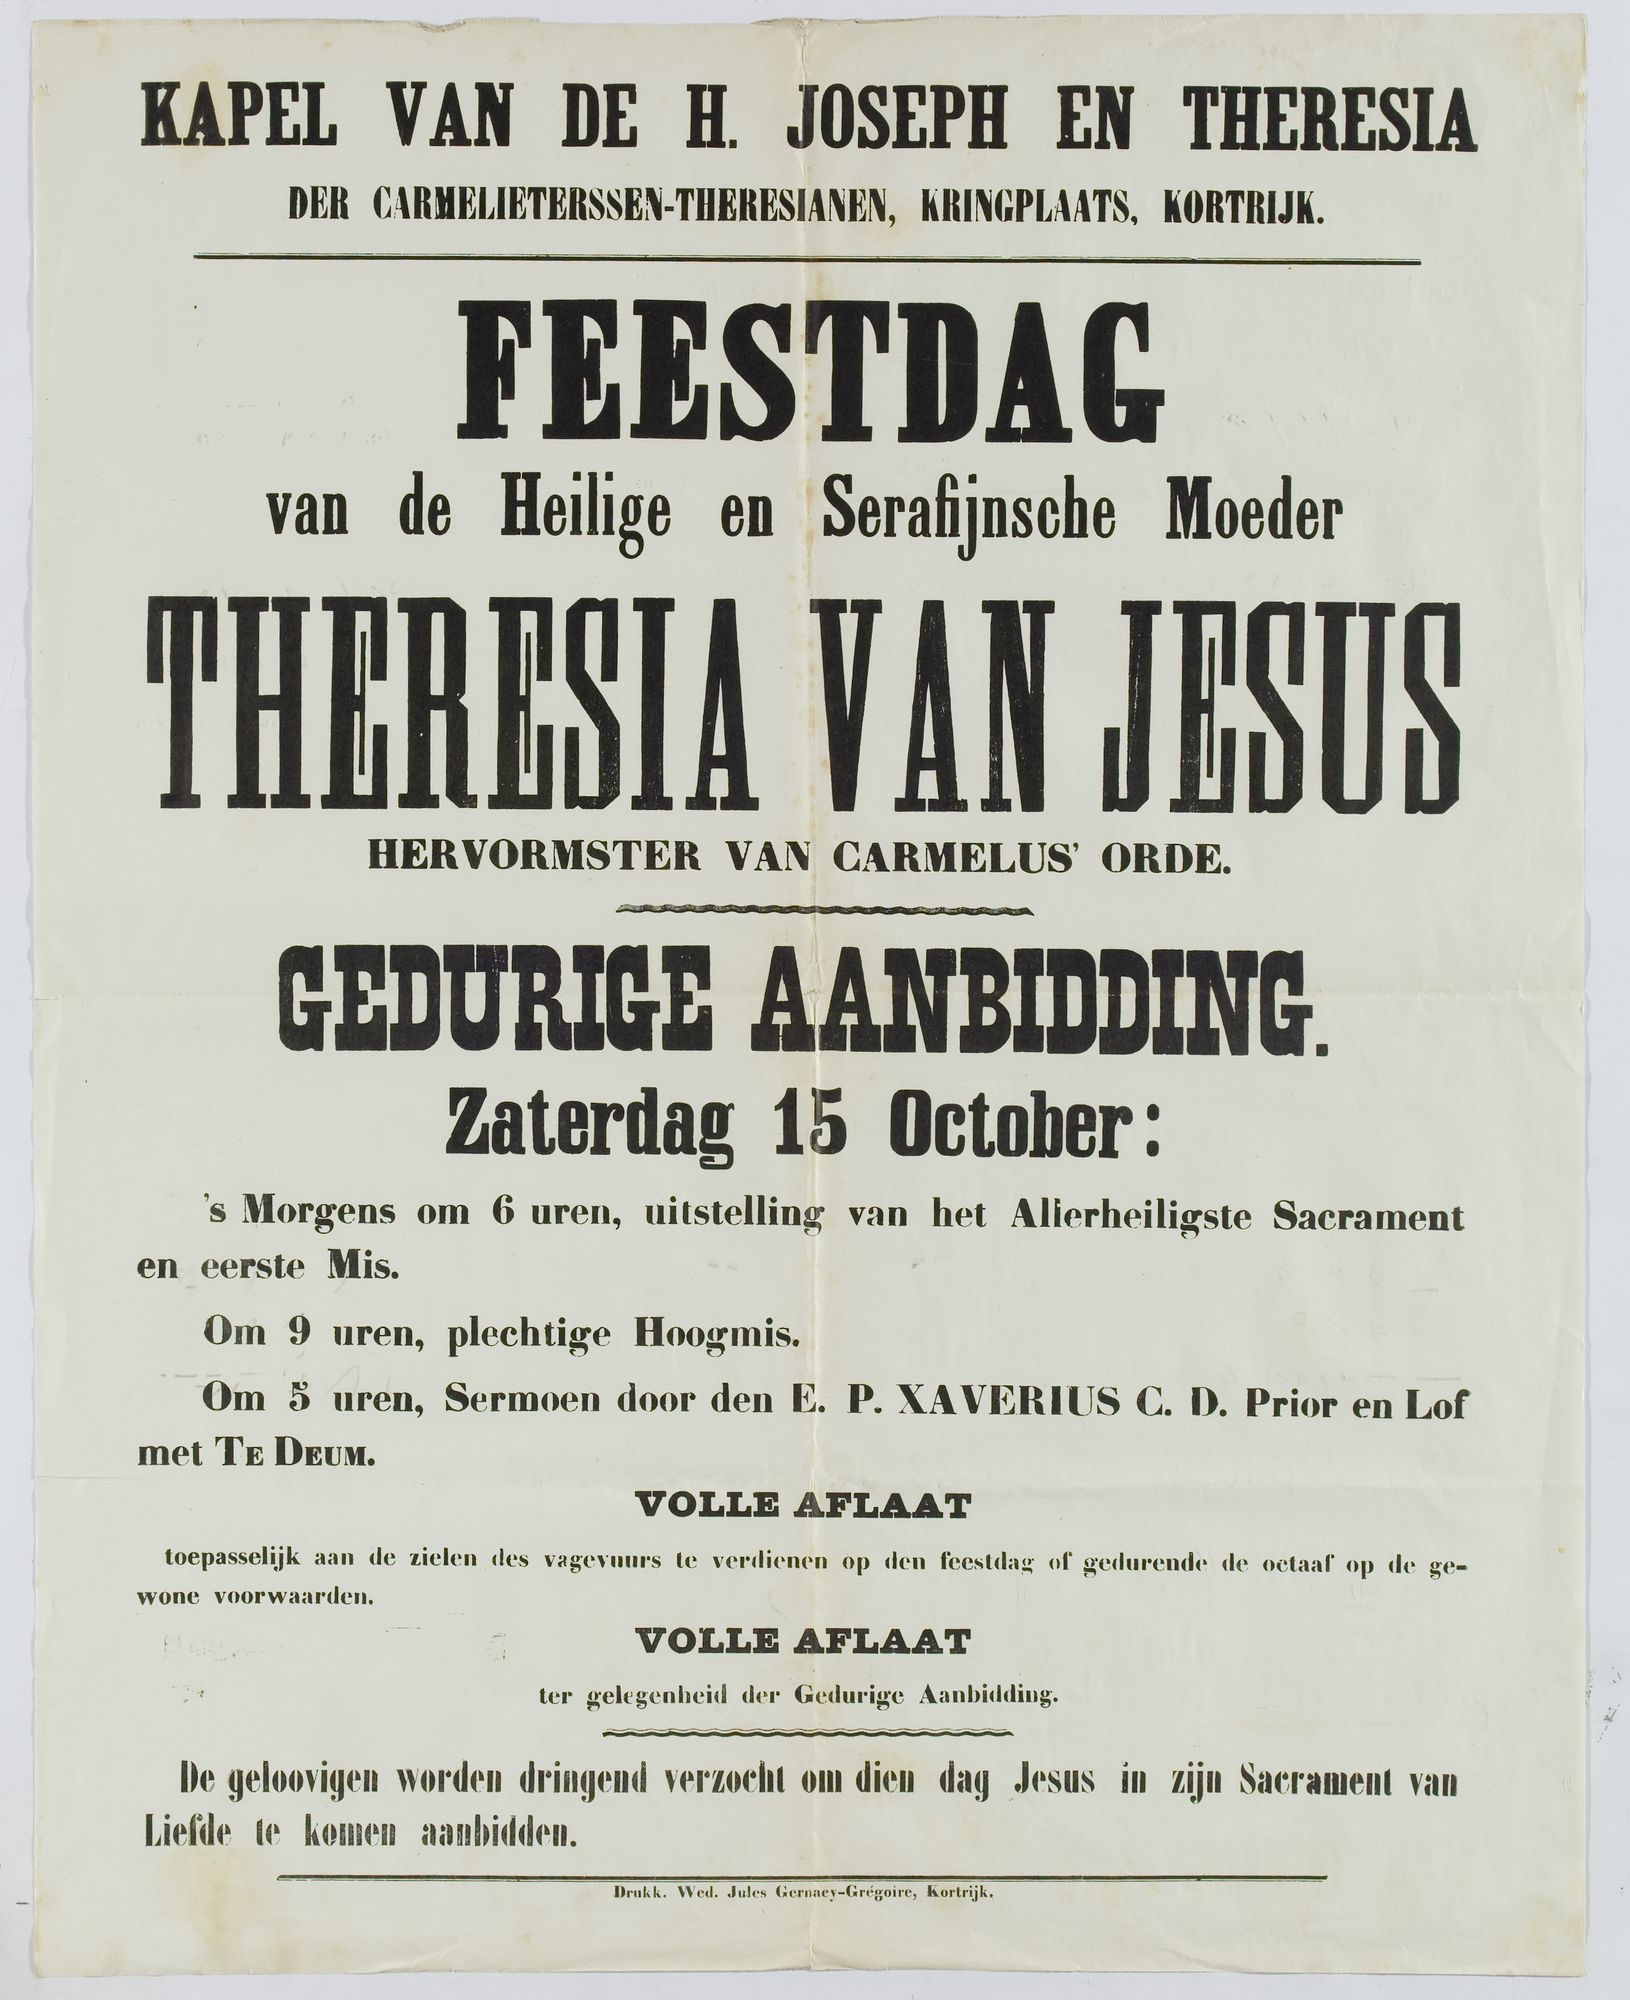 KAPEL VAN DE H. JOSEPH EN THERESIA
DER CARMELIETERSSEN-THERESIANEN, KRINGPLAATS, KORTRIJK.
FEESTDAG
van de Heilige en Serafijnsche Moeder
THERESIA VAN JESUS
HERVORMSTER VAN CARMELUS' ORDE.
GEDURIGE AANBIDDING.
Zaterdag 15 October:
's Morgens om 6 uren, uitstelling van het Allerheiligste Sacrament
en eerste Mis.
Om 9 uren, plechtige Hoogmis.
Om 5 uren, Sermoen door den E. P. XAVERIUS C. D. Prior en Lof
met TE DEUM.
VOLLE AFLAAT
toepasselijk aan de zielen des vagevuurs te verdienen op den feestdag of gedurende de octaaf op de ge-
wone voorwaarden.
VOLLE AFLAAT
ter gelegenheid der Gedurige Aanbidding.
De geloovigen worden dringend verzocht om dien dag Jesus in zijn Sacrament van
Liefde te komen aanbidden.
Drukk. Wed. Jules Gernaey-Grégoire, Kortrijk.